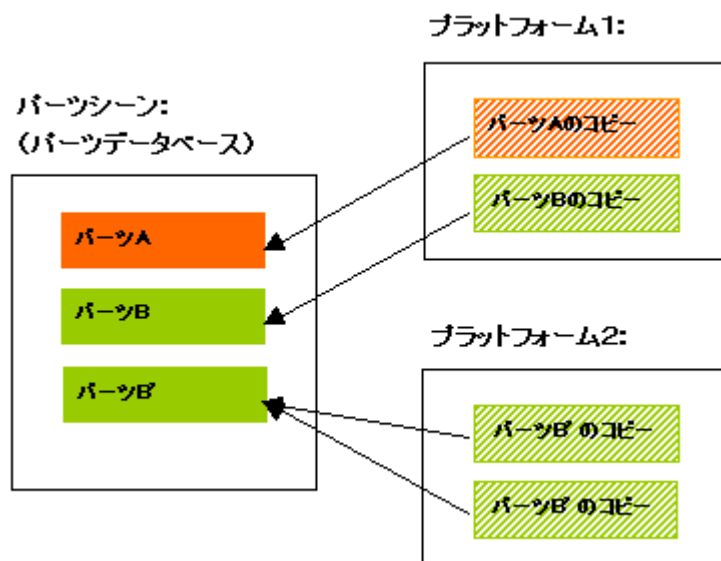 パーツシーン:
(パーツデータベース)
パーツA
パーツB
パーツB'
プラットフォーム1:
パーツAのコピー
パーツBのコピー
プラットフォーム2:
パーツB'のコピー
パーツB'のコピー